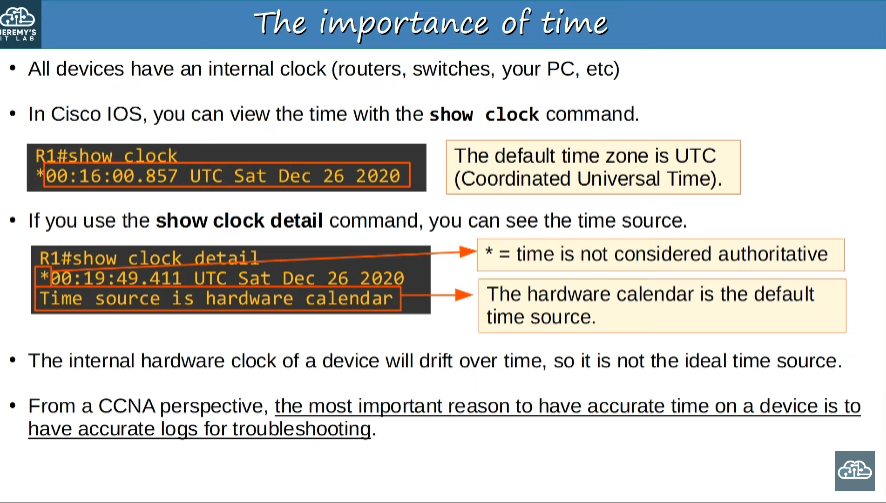 JEREMY'S
IT LAB
The importance of time
• All devices have an internal clock (routers, switches, your PC, etc)
• In Cisco IOS, you can view the time with the show clock command.
R1#show clock
*00:16:00.857 UTC Sat Dec 26 2020
The default time zone is UTC
(Coordinated Universal Time).
• If you use the show clock detail command, you can see the time source.
R1#show clock detail
*00:19:49.411 UTC Sat Dec 26 2020
Time source is hardware calendar
* = time is not considered authoritative
The hardware calendar is the default
time source.
• The internal hardware clock of a device will drift over time, so it is not the ideal time source.
• From a CCNA perspective, the most important reason to have accurate time on a device is to
have accurate logs for troubleshooting.